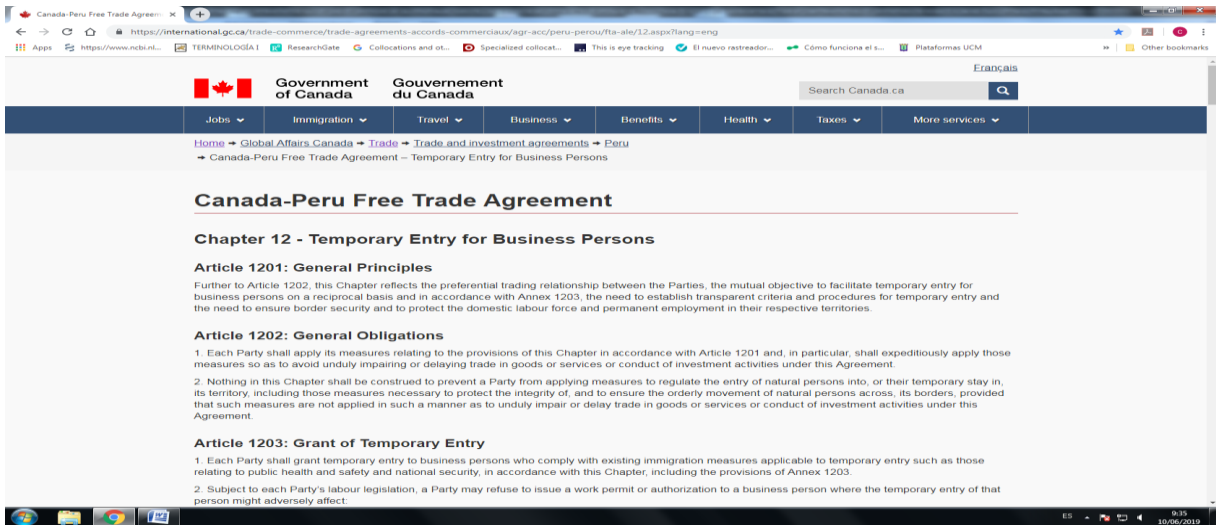 Canada-Peru Free Trade Agreem
https://international.gc.ca/trade-commerce/trade-agreements-accords-commerciaux/agr-acc/peru-perou/fta-ale/12.aspx?lang=eng
Apps https://www.ncbi.nl... TERMINOLOGÍA I ResearchGate Collocations and ot... Specialized collocat... This is eye tracking El nuevo rastreador... Cómo funciona el s... Plataformas UCM » Other bookmarks
Français
Government Gouvernement
of Canada du Canada
Search Canada.ca
Jobs Immigration Travel Business Benefits Health Taxes More services
Home → Global Affairs Canada → Trade → Trade and investment agreements → Peru
→ Canada-Peru Free Trade Agreement – Temporary Entry for Business Persons
Canada-Peru Free Trade Agreement
Chapter 12 - Temporary Entry for Business Persons
Article 1201: General Principles
Further to Article 1202, this Chapter reflects the preferential trading relationship between the Parties, the mutual objective to facilitate temporary entry for
business persons on a reciprocal basis and in accordance with Annex 1203, the need to establish transparent criteria and procedures for temporary entry and
the need to ensure border security and to protect the domestic labour force and permanent employment in their respective territories.
Article 1202: General Obligations
1. Each Party shall apply its measures relating to the provisions of this Chapter in accordance with Article 1201 and, in particular, shall expeditiously apply those
measures so as to avoid unduly impairing or delaying trade in goods or services or conduct of investment activities under this Agreement.
2. Nothing in this Chapter shall be construed to prevent a Party from applying measures to regulate the entry of natural persons into, or their temporary stay in,
its territory, including those measures necessary to protect the integrity of, and to ensure the orderly movement of natural persons across, its borders, provided
that such measures are not applied in such a manner as to unduly impair or delay trade in goods or services or conduct of investment activities under this
Agreement.
Article 1203: Grant of Temporary Entry
1. Each Party shall grant temporary entry to business persons who comply with existing immigration measures applicable to temporary entry such as those
relating to public health and safety and national security, in accordance with this Chapter, including the provisions of Annex 1203.
2. Subject to each Party's labour legislation, a Party may refuse to issue a work permit or authorization to a business person where the temporary entry of that
person might adversely affect:
ES 9:35
10/06/2019